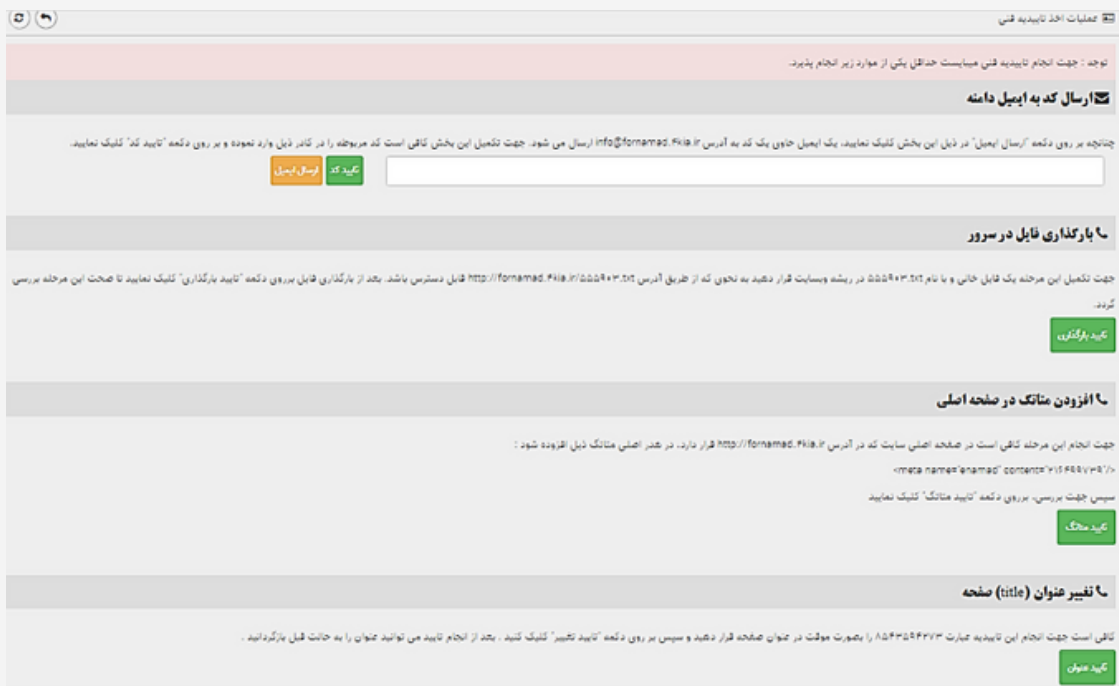 عملیات اخذ تاییدیه فنی
توجه : جهت انجام تاییدیه فنی میبایست حداقل یکی از موارد زیر انجام پذیرد.
ارسال کد به ایمیل دامنه
چنانچه بر روی دکمه "ارسال ایمیل" در ذیل این بخش کلیک نمایید، یک ایمیل حاوی یک کد به آدرس info@fornamad.۴kia.ir ارسال می شود. جهت تکمیل این بخش کافی است کد مربوطه را در کادر ذیل وارد نموده و بر روی دکمه "تایید کد" کلیک نمایید.
تایید کد ارسال ایمیل
بارگذاری فایل در سرور
جهت تکمیل این مرحله یک فایل خالی و با نام ۵۵۵۹۰۳.txt در ریشه وبسایت قرار دهید به نحوی که از طریق آدرس http://fornamad.۴kia.ir/۵۵۵۹۰۳.txt قابل دسترس باشد. بعد از بارگذاری فایل برروی دکمه "تایید بارگذاری" کلیک نمایید تا صحت این مرحله بررسی
گردد.
تایید بارگذاری
افزودن متاتگ در صفحه اصلی
جهت انجام این مرحله کافی است در صفحه اصلی سایت که در آدرس http://fornamad.۴kia.ir قرار دارد، در هدر اصلی متاتگ ذیل افزوده شود :
<meta name="enamad" content="۲۱۶۴۹۹۷۳۹"/>
سپس جهت بررسی، برروی دکمه "تایید متاتگ" کلیک نمایید
تایید متاتگ
تغییر عنوان (title) صفحه
کافی است جهت انجام این تاییدیه عبارت ۸۵۴۳۵۹۴۲۷۳ را بصورت موقت در عنوان صفحه قرار دهید و سپس بر روی دکمه "تایید تغییر" کلیک کنید . بعد از انجام تایید می توانید عنوان را به حالت قبل بازگردانید .
تایید عنوان